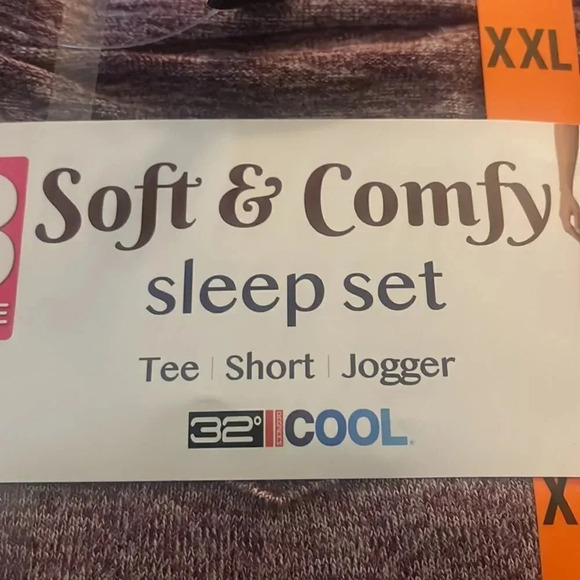 XXL
Soft & Comfy
sleep set
Tee | Short | Jogger
32° COOL
X